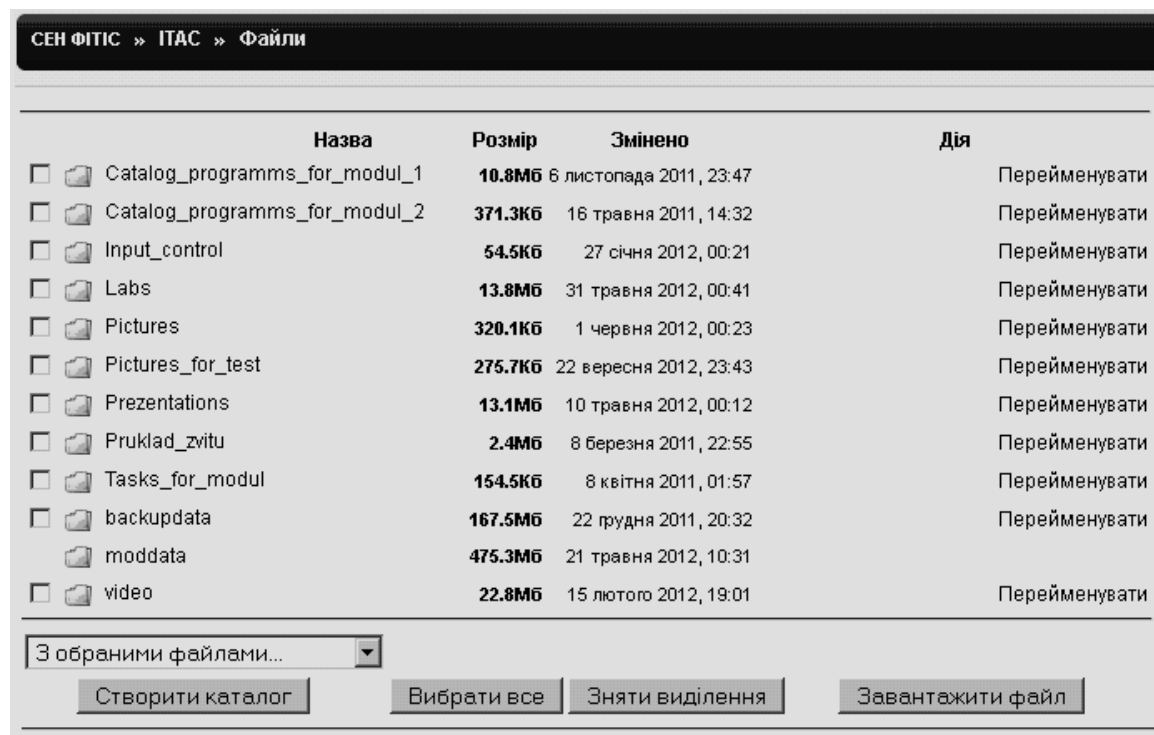 СЕН ФІТІС » ІТАС » Файли
Назва Розмір Змінено Дія
Catalog_programms_for_modul_1 10.8Мб 6 листопада 2011, 23:47 Перейменувати
Catalog_programms_for_modul_2 371.3Кб 16 травня 2011, 14:32 Перейменувати
Input_control 54.5Кб 27 січня 2012, 00:21 Перейменувати
Labs 13.8Мб 31 травня 2012, 00:41 Перейменувати
Pictures 320.1Кб 1 червня 2012, 00:23 Перейменувати
Pictures_for_test 275.7Кб 22 вересня 2012, 23:43 Перейменувати
Prezentations 13.1Мб 10 травня 2012, 00:12 Перейменувати
Pruklad_zvitu 2.4Мб 8 березня 2011, 22:55 Перейменувати
Tasks_for_modul 154.5Кб 8 квітня 2011, 01:57 Перейменувати
backupdata 167.5Мб 22 грудня 2011, 20:32 Перейменувати
moddata 475.3Мб 21 травня 2012, 10:31
video 22.8Мб 15 лютого 2012, 19:01 Перейменувати
З обраними файлами...
Створити каталог Вибрати все Зняти виділення Завантажити файл